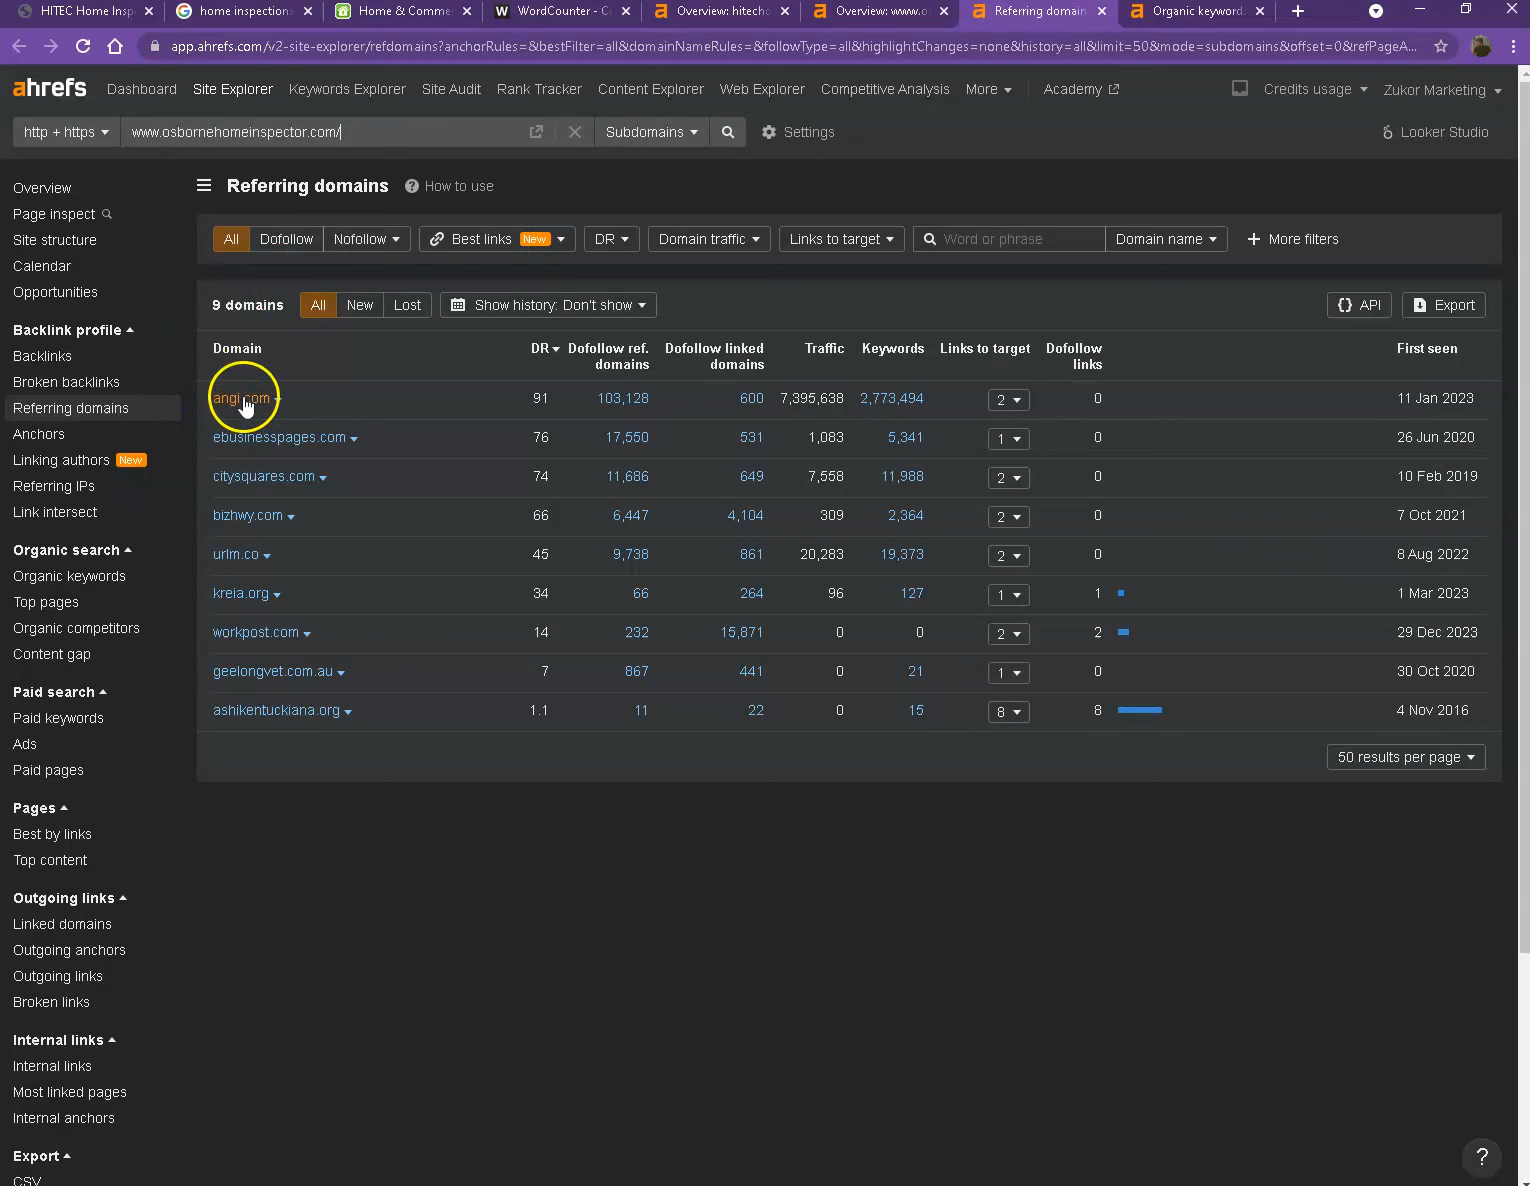 HITEC Home Insp
home inspections
Home & Comme
WordCounter - C
Overview: hitecho
Overview: www.o
Referring domain
Organic keyword
app.ahrefs.com/v2-site-explorer/refdomains?anchorRules=&bestFilter=all&domainNameRules=&followType=all&highlightChanges=none&history=all&limit=50&mode=subdomains&offset=0&refPageA...
ahrefs Dashboard Site Explorer Keywords Explorer Site Audit Rank Tracker Content Explorer Web Explorer Competitive Analysis More Academy Credits usage Zukor Marketing
http + https www.osbornehomeinspector.com/ Subdomains Settings Looker Studio
Overview
Page inspect
Site structure
Calendar
Opportunities
Backlink profile
Backlinks
Broken backlinks
Referring domains
Anchors
Linking authors New
Referring IPs
Link intersect
Organic search
Organic keywords
Top pages
Organic competitors
Content gap
Paid search
Paid keywords
Ads
Paid pages
Pages
Best by links
Top content
Outgoing links
Linked domains
Outgoing anchors
Outgoing links
Broken links
Internal links
Internal links
Most linked pages
Internal anchors
Export
CSV
Referring domains ? How to use
All Dofollow Nofollow Best links New DR Domain traffic Links to target Word or phrase Domain name + More filters
9 domains All New Lost Show history: Don't show {} API Export
Domain DR Dofollow ref. domains Dofollow linked domains Traffic Keywords Links to target Dofollow links First seen
angi.com 91 103,128 600 7,395,638 2,773,494 2 0 11 Jan 2023
ebusinesspages.com 76 17,550 531 1,083 5,341 1 0 26 Jun 2020
citysquares.com 74 11,686 649 7,558 11,988 2 0 10 Feb 2019
bizhwy.com 66 6,447 4,104 309 2,364 2 0 7 Oct 2021
urlm.co 45 9,738 861 20,283 19,373 2 0 8 Aug 2022
kreia.org 34 66 264 96 127 1 1 1 Mar 2023
workpost.com 14 232 15,871 0 0 2 2 29 Dec 2023
geelongvet.com.au 7 867 441 0 21 1 0 30 Oct 2020
ashikentuckiana.org 1.1 11 22 0 15 8 8 4 Nov 2016
50 results per page
?